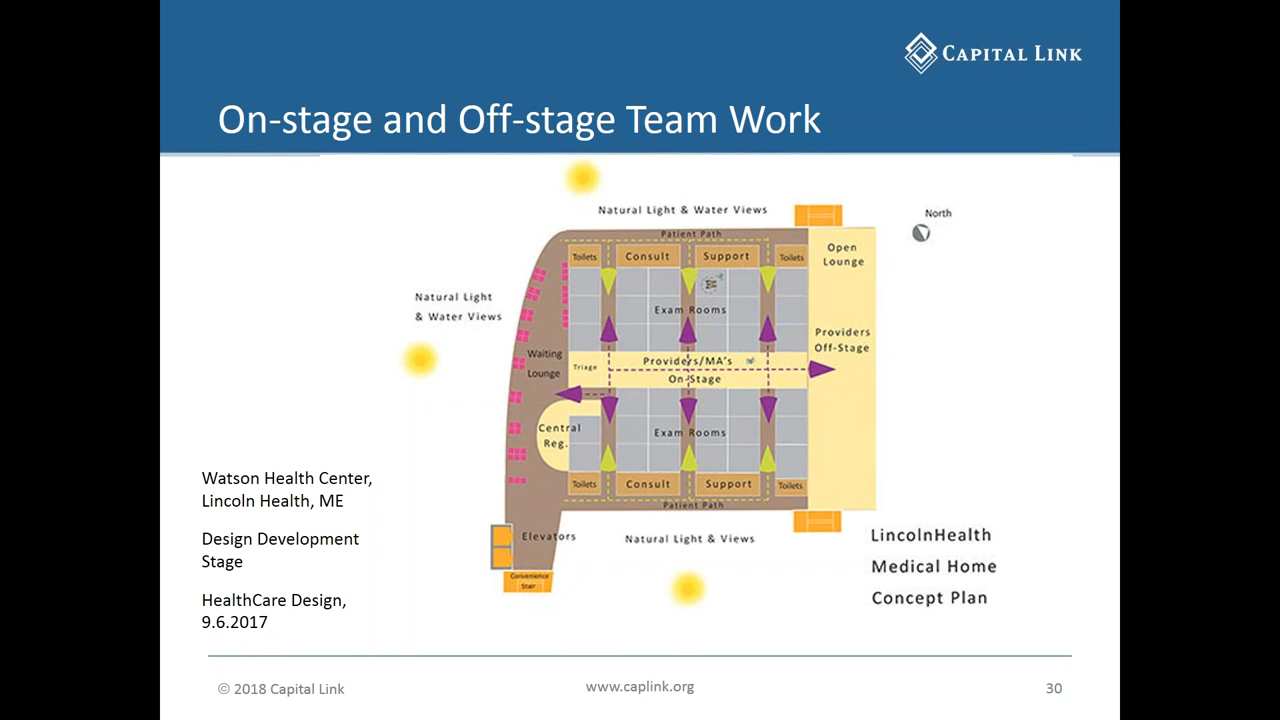 CAPITAL LINK
On-stage and Off-stage Team Work
Natural Light & Water Views
North
Patient Path
Toilets
Consult
Support
Toilets
Open
Lounge
Natural Light
& Water Views
Exam Rooms
Providers
Off-Stage
Waiting
Lounge
Triage
Providers/MA's
On-Stage
Central
Reg.
Exam Rooms
Toilets
Consult
Support
Toilets
Patient Path
Elevators
Natural Light & Views
Convenience
Stair
Watson Health Center,
Lincoln Health, ME
Design Development
Stage
HealthCare Design,
9.6.2017
LincolnHealth
Medical Home
Concept Plan
© 2018 Capital Link
www.caplink.org
30